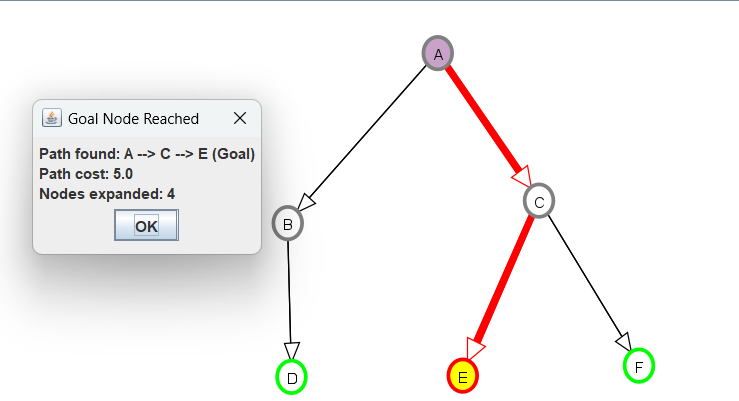 A
Goal Node Reached
Path found: A --> C --> E (Goal)
Path cost: 5.0
Nodes expanded: 4
OK
B
C
D
E
F